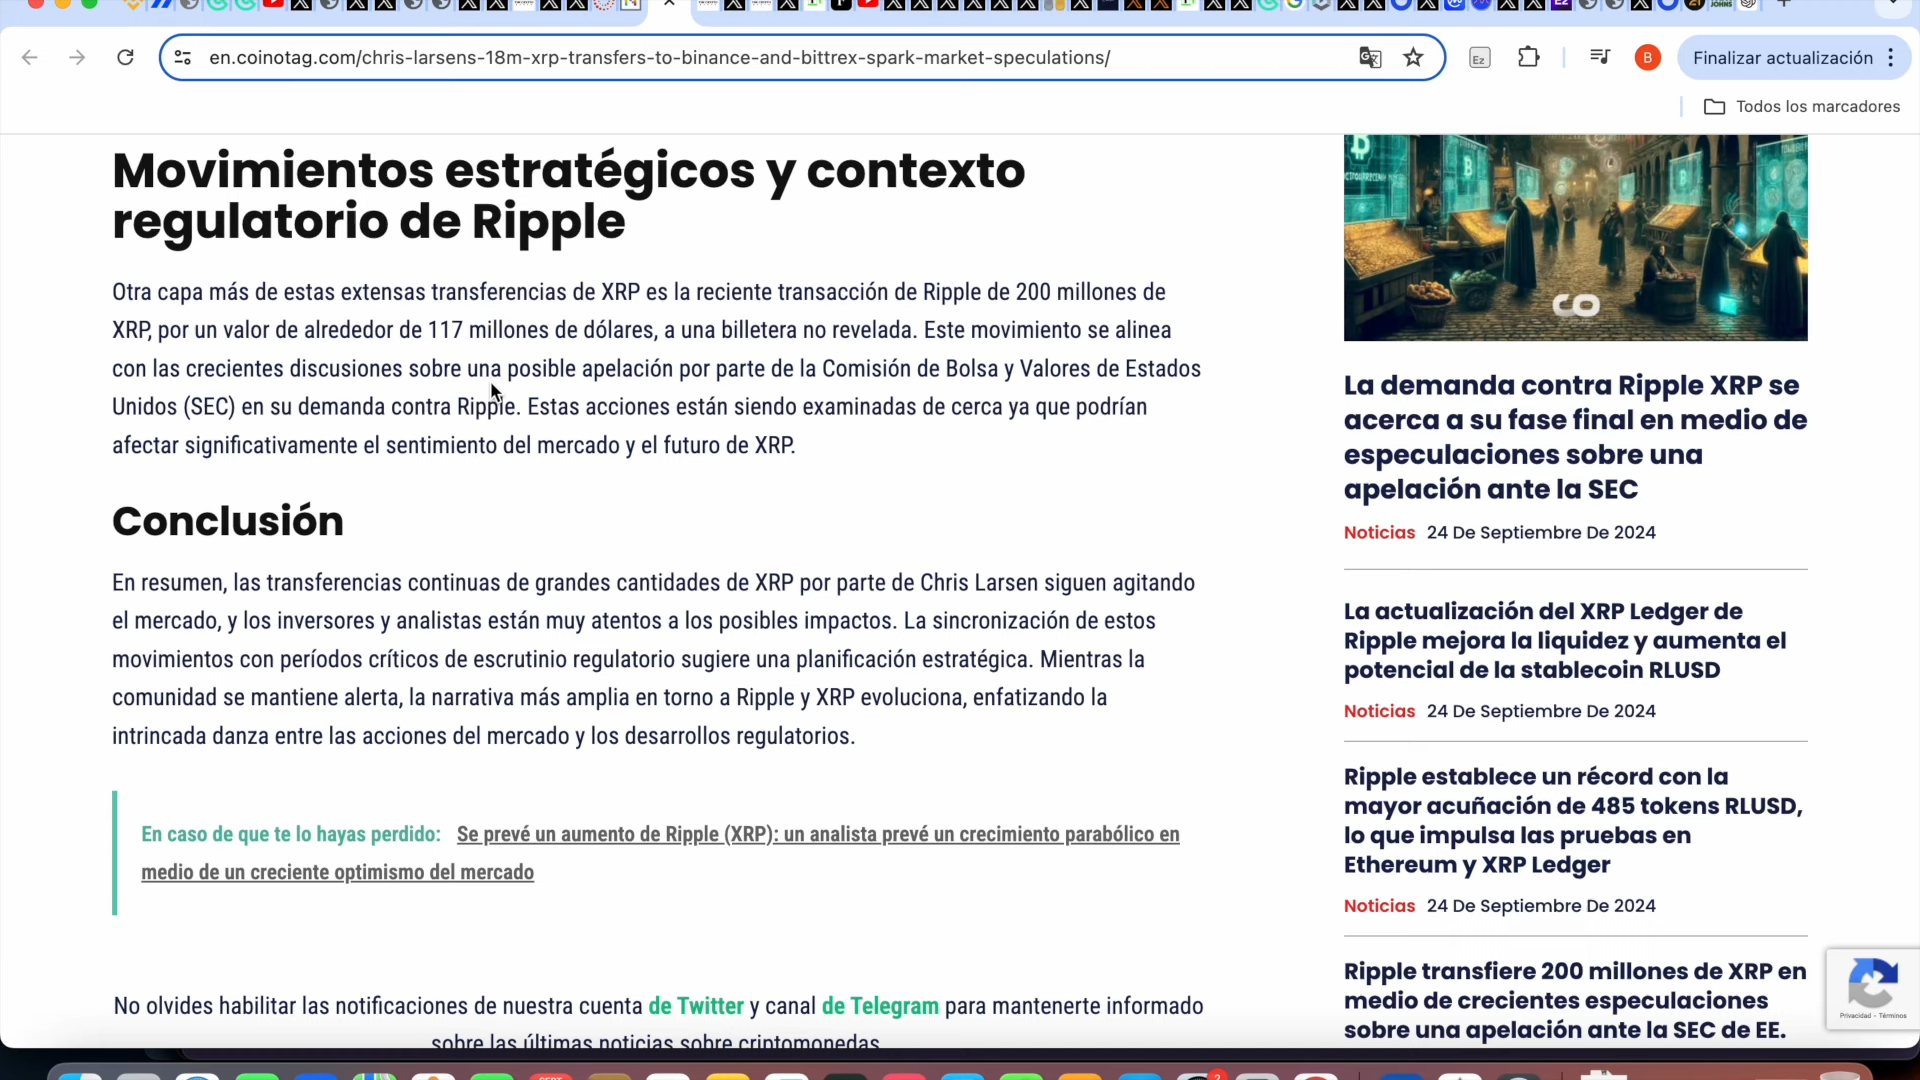 en.coinotag.com/chris-larsens-18m-xrp-transfers-to-binance-and-bittrex-spark-market-speculations/
Ez
B
Finalizar actualización
Todos los marcadores
Movimientos estratégicos y contexto
regulatorio de Ripple
Otra capa más de estas extensas transferencias de XRP es la reciente transacción de Ripple de 200 millones de
XRP, por un valor de alrededor de 117 millones de dólares, a una billetera no revelada. Este movimiento se alinea
con las crecientes discusiones sobre una posible apelación por parte de la Comisión de Bolsa y Valores de Estados
Unidos (SEC) en su demanda contra Ripple. Estas acciones están siendo examinadas de cerca ya que podrían
afectar significativamente el sentimiento del mercado y el futuro de XRP.
Conclusión
En resumen, las transferencias continuas de grandes cantidades de XRP por parte de Chris Larsen siguen agitando
el mercado, y los inversores y analistas están muy atentos a los posibles impactos. La sincronización de estos
movimientos con períodos críticos de escrutinio regulatorio sugiere una planificación estratégica. Mientras la
comunidad se mantiene alerta, la narrativa más amplia en torno a Ripple y XRP evoluciona, enfatizando la
intrincada danza entre las acciones del mercado y los desarrollos regulatorios.
En caso de que te lo hayas perdido: Se prevé un aumento de Ripple (XRP): un analista prevé un crecimiento parabólico en
medio de un creciente optimismo del mercado
No olvides habilitar las notificaciones de nuestra cuenta de Twitter y canal de Telegram para mantenerte informado
sobre las últimas noticias sobre criptomonedas
CO
La demanda contra Ripple XRP se
acerca a su fase final en medio de
especulaciones sobre una
apelación ante la SEC
Noticias 24 De Septiembre De 2024
La actualización del XRP Ledger de
Ripple mejora la liquidez y aumenta el
potencial de la stablecoin RLUSD
Noticias 24 De Septiembre De 2024
Ripple establece un récord con la
mayor acuñación de 485 tokens RLUSD,
lo que impulsa las pruebas en
Ethereum y XRP Ledger
Noticias 24 De Septiembre De 2024
Ripple transfiere 200 millones de XRP en
medio de crecientes especulaciones
sobre una apelación ante la SEC de EE.
Privacidad - Términos
SEPT
2